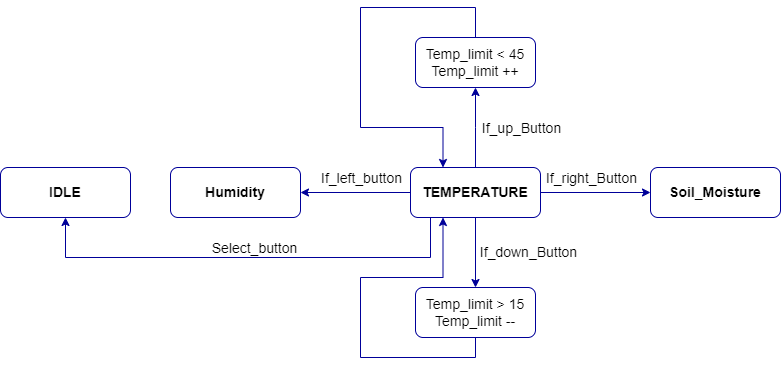 Temp_limit < 45
Temp_limit ++
If_up_Button
IDLE
Humidity
If_left_button
TEMPERATURE
If_right_Button
Soil_Moisture
Select_button
If_down_Button
Temp_limit > 15
Temp_limit --